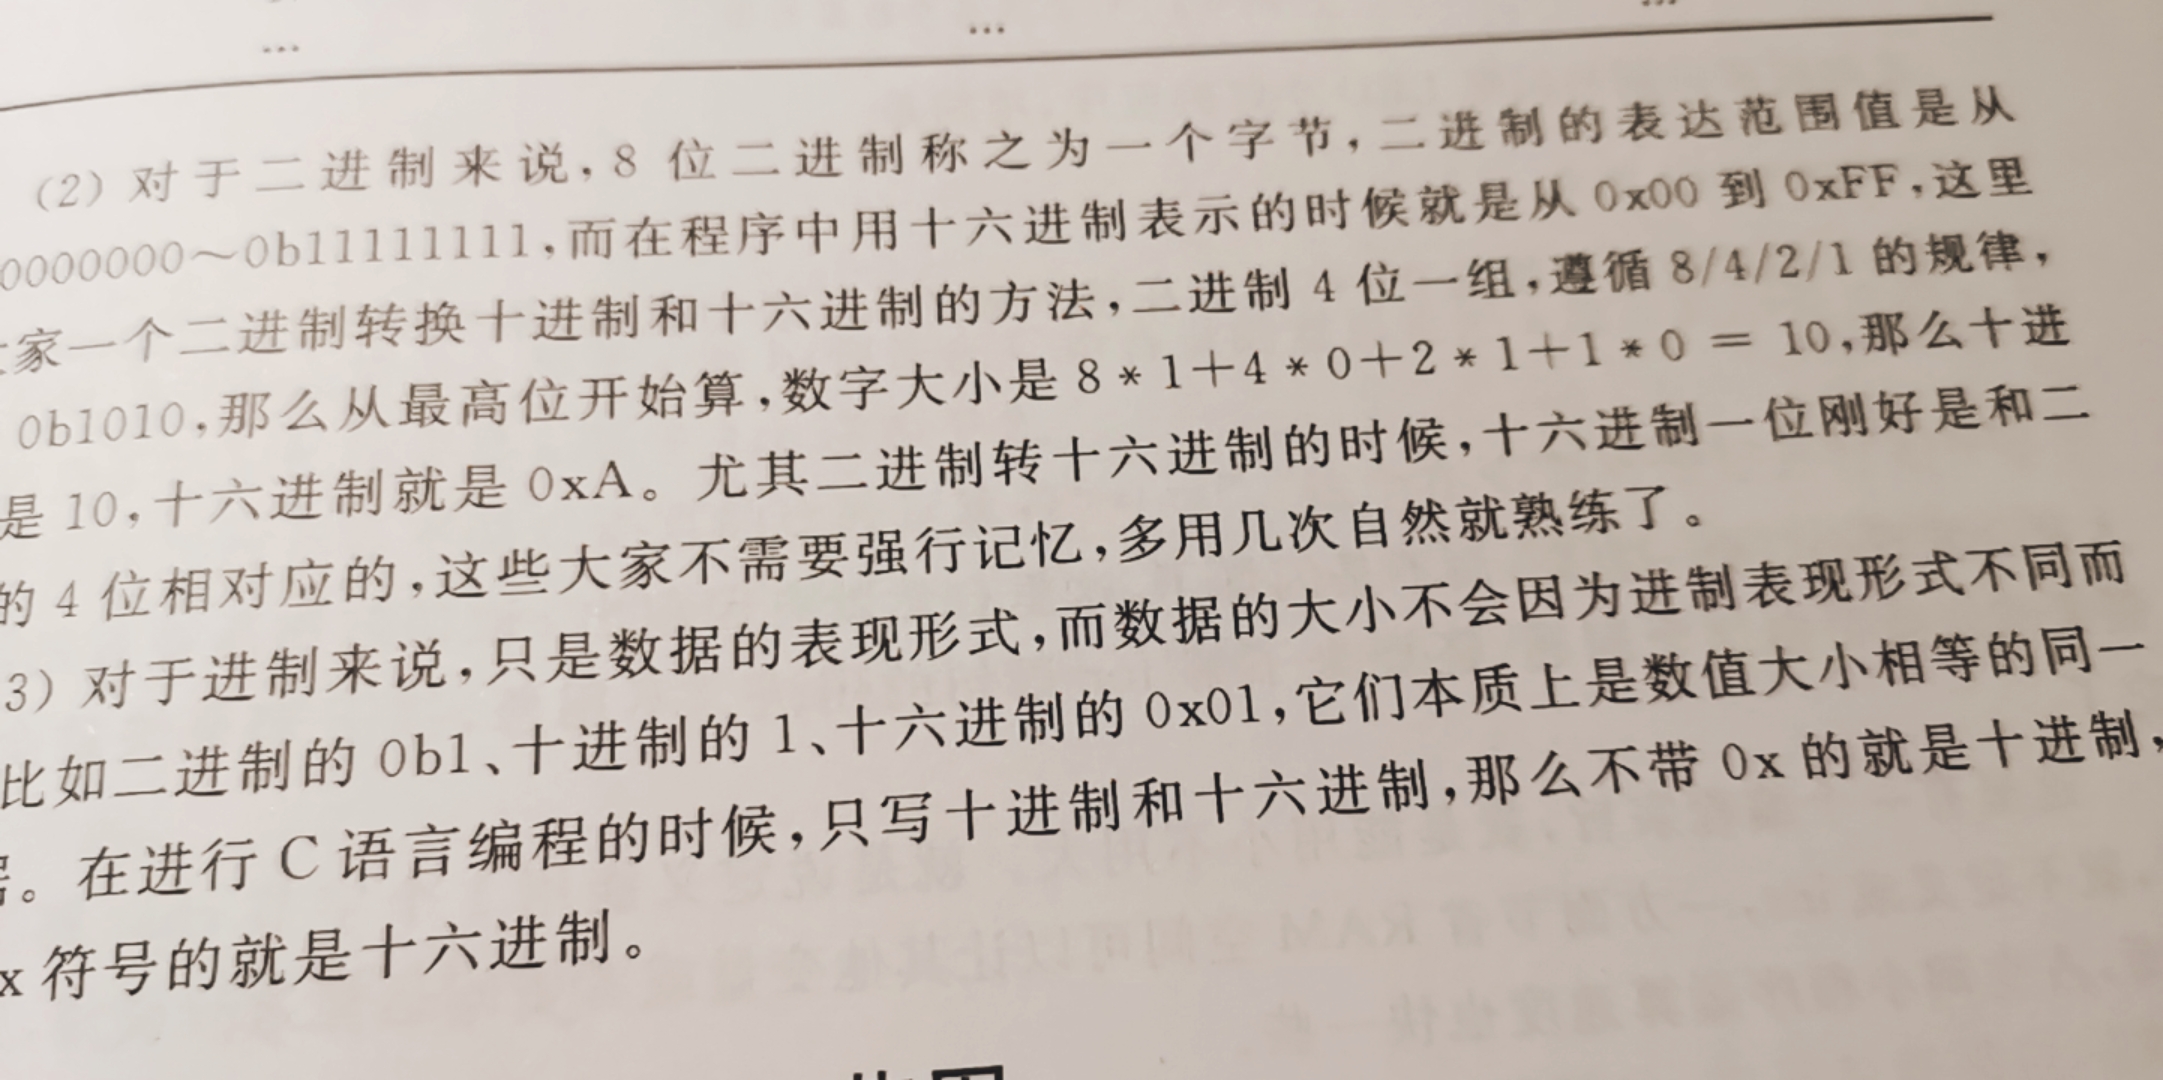 ... ... ...
(2) 对于二进制来说,8 位二进制称之为一个字节,二进制的表达范围值是从
0000000～0b11111111,而在程序中用十六进制表示的时候就是从 0x00 到 0xFF,这里
家一个二进制转换十进制和十六进制的方法,二进制 4 位一组,遵循 8/4/2/1 的规律,
0b1010,那么从最高位开始算,数字大小是 8 * 1+4 * 0+2 * 1+1 * 0 = 10,那么十进
是 10,十六进制就是 0xA。尤其二进制转十六进制的时候,十六进制一位刚好是和二
的 4 位相对应的,这些大家不需要强行记忆,多用几次自然就熟练了。
3) 对于进制来说,只是数据的表现形式,而数据的大小不会因为进制表现形式不同而
比如二进制的 0b1、十进制的 1、十六进制的 0x01,它们本质上是数值大小相等的同一
。在进行 C 语言编程的时候,只写十进制和十六进制,那么不带 0x 的就是十进制,
x 符号的就是十六进制。